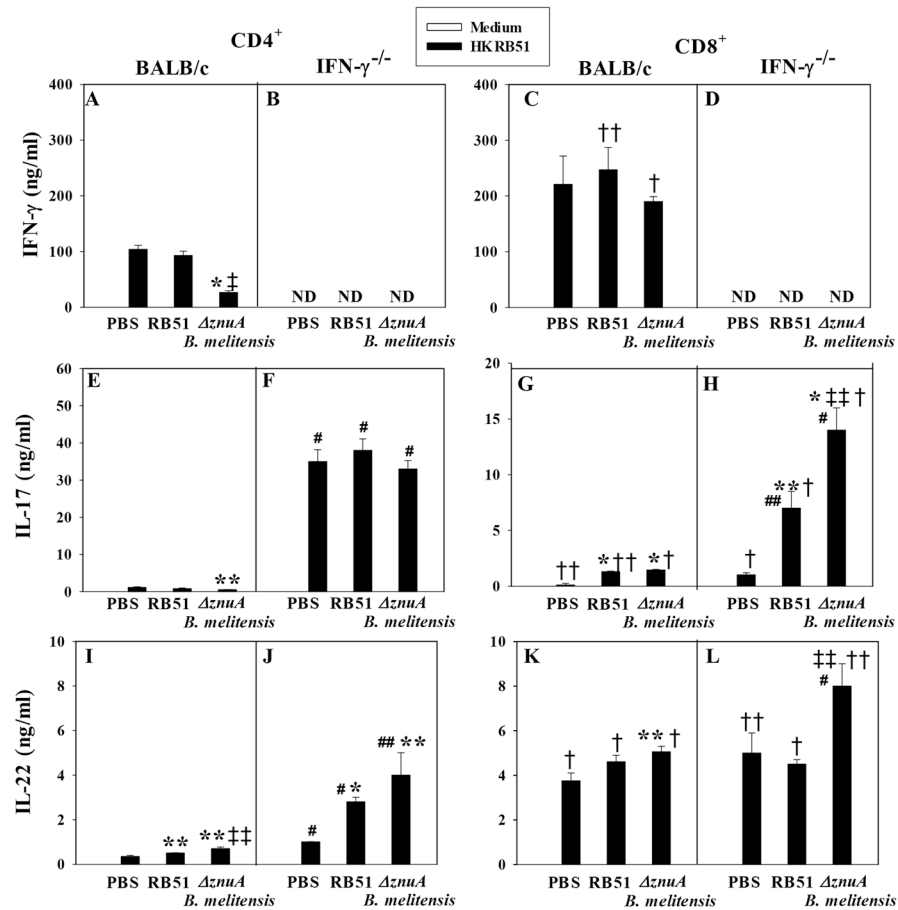 Medium
HKRB51
CD4+
CD8+
BALB/c
IFN-γ-/-
BALB/c
IFN-γ-/-
IFN-γ (ng/ml)
400
300
200
100
0
A
*‡
PBS RB51 ΔznuA
B. melitensis
B
ND ND ND
PBS RB51 ΔznuA
B. melitensis
400
300
200
100
0
C
††
†
PBS RB51 ΔznuA
B. melitensis
D
ND ND ND
PBS RB51 ΔznuA
B. melitensis
IL-17 (ng/ml)
60
50
40
30
20
10
0
E
**
PBS RB51 ΔznuA
B. melitensis
F
# # #
PBS RB51 ΔznuA
B. melitensis
20
15
10
5
0
G
†† *†† *†
PBS RB51 ΔznuA
B. melitensis
H
* ‡‡ †
#
** †
##
†
PBS RB51 ΔznuA
B. melitensis
IL-22 (ng/ml)
10
8
6
4
2
0
I
** **‡‡
PBS RB51 ΔznuA
B. melitensis
J
## **
# *
#
PBS RB51 ΔznuA
B. melitensis
10
8
6
4
2
0
K
† † ** †
PBS RB51 ΔznuA
B. melitensis
L
‡‡ ††
#
††
†
PBS RB51 ΔznuA
B. melitensis